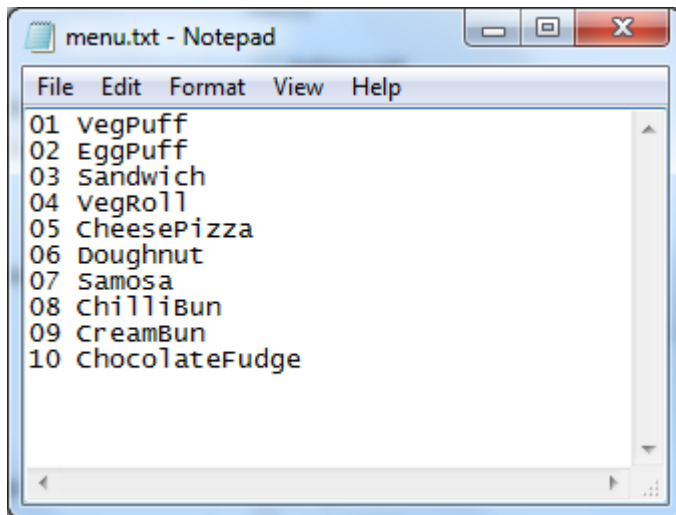 menu.txt - Notepad
File Edit Format View Help
01 VegPuff
02 EggPuff
03 Sandwich
04 VegRoll
05 CheesePizza
06 Doughnut
07 Samosa
08 ChilliBun
09 CreamBun
10 ChocolateFudge